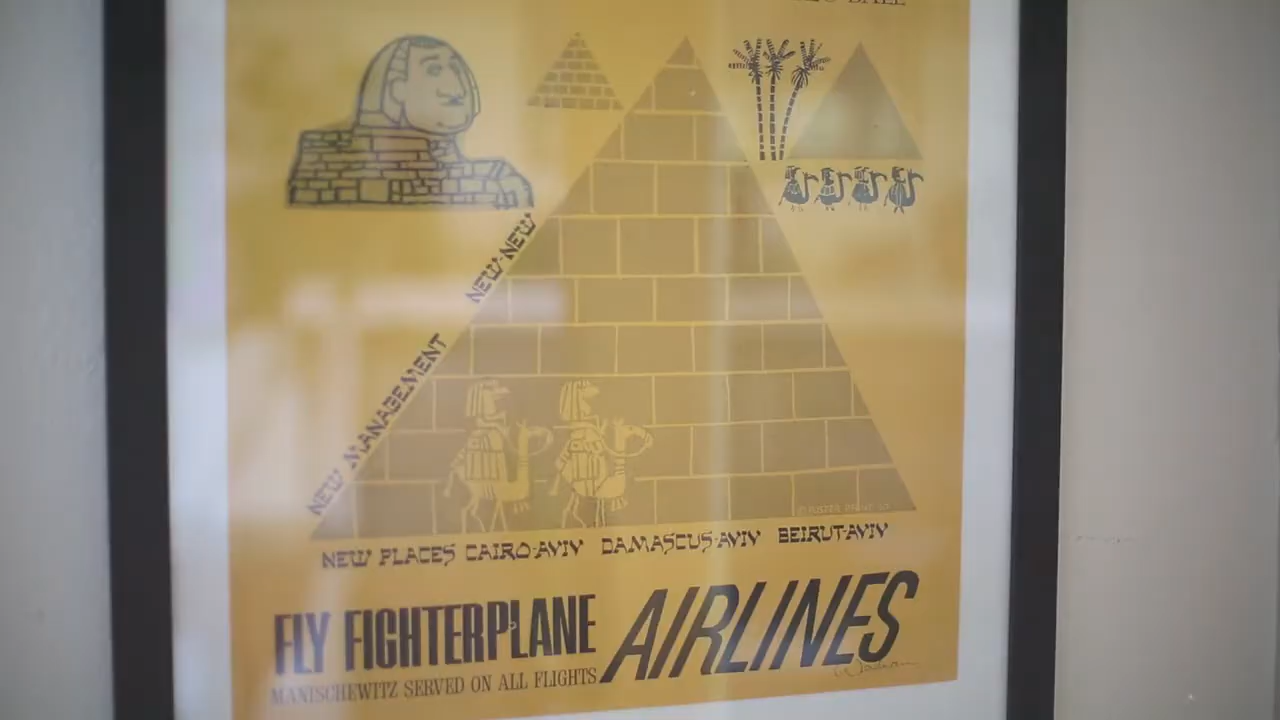 NEW-NEW
NEW MANAGEMENT
NEW PLACES CAIRO-AVIV DAMASCUS-AVIV BEIRUT-AVIV
FLY FIGHTERPLANE AIRLINES
MANISCHEWITZ SERVED ON ALL FLIGHTS